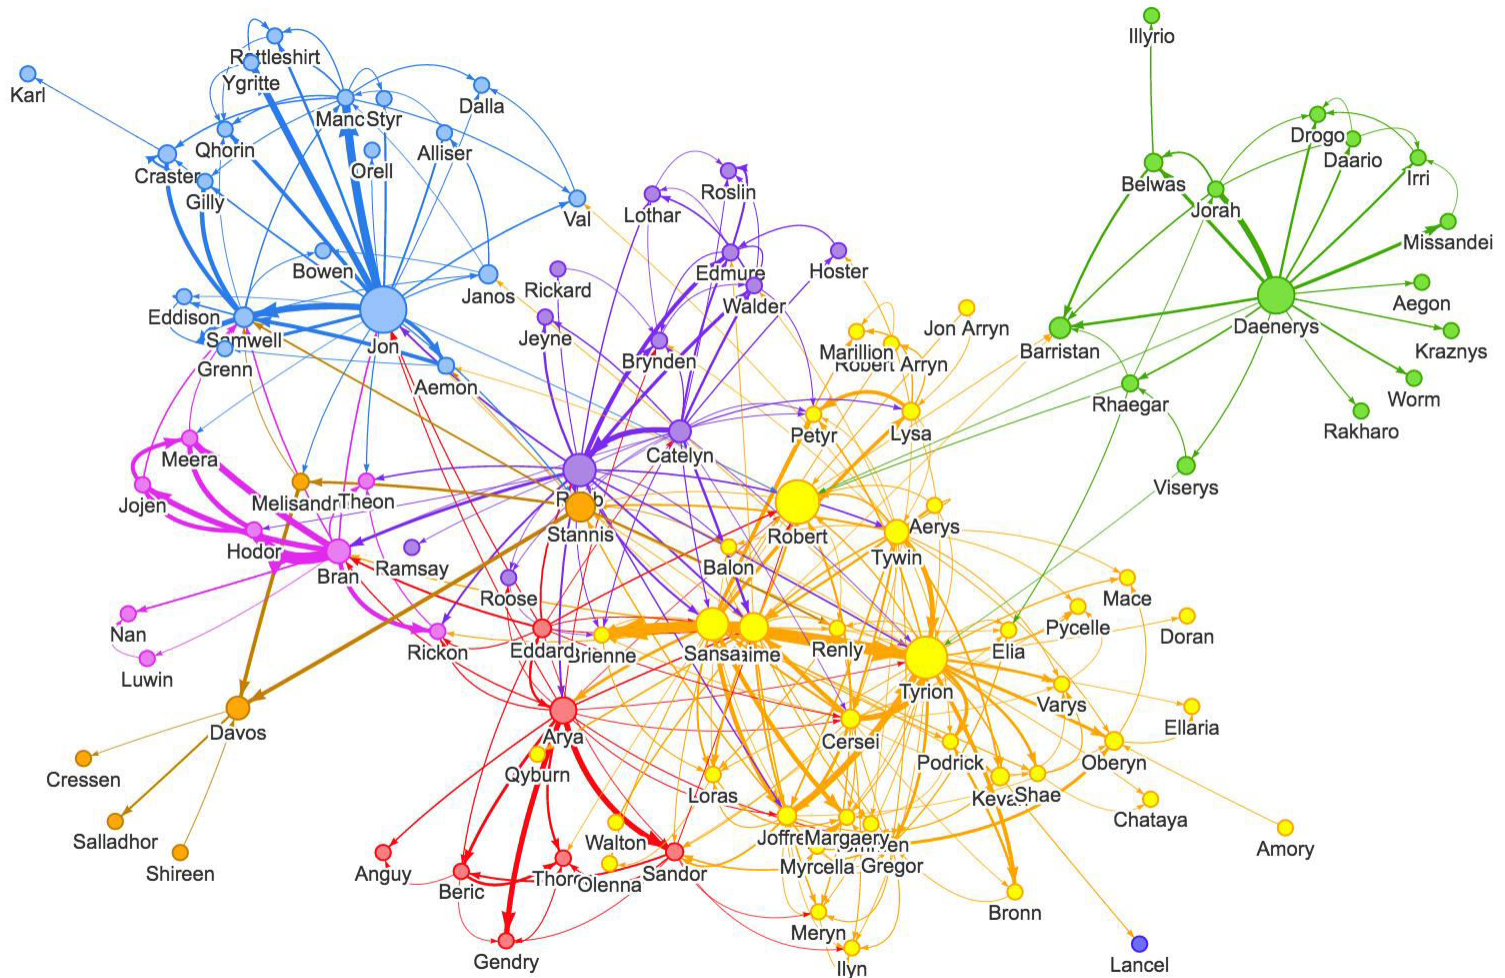 Illyrio
Rattleshirt
Ygritte
Karl
Dalla
Styr
Drogo
Qhorin
Alliser
Daario
Orell
Craster
Irri
Belwas
Roslin
Gilly
Jorah
Lothar
Val
Missandei
Bowen
Edmure
Hoster
Rickard
Janos
Walder
Aegon
Eddison
Daenerys
Jon Arryn
Samwell
Jeyne
Jon
Barristan
Kraznys
Marillion
Brynden
Robert Arryn
Grenn
Aemon
Worm
Rhaegar
Petyr
Lysa
Rakharo
Catelyn
Meera
Viserys
Jojen
Theon
Stannis
Robert
Aerys
Hodor
Tywin
Balon
Ramsay
Bran
Roose
Mace
Pycelle
Nan
Doran
Rickon
Eddard
Brienne
Sansa
Renly
Elia
Luwin
Tyrion
Varys
Davos
Ellaria
Arya
Cersei
Podrick
Oberyn
Cressen
Qyburn
Loras
Shae
Chataya
Salladhor
Walton
Joffre
Margaery
Amory
Shireen
Anguy
Olenna
Sandor
Myrcella
Gregor
Beric
Bronn
Meryn
Gendry
Ilyn
Lancel